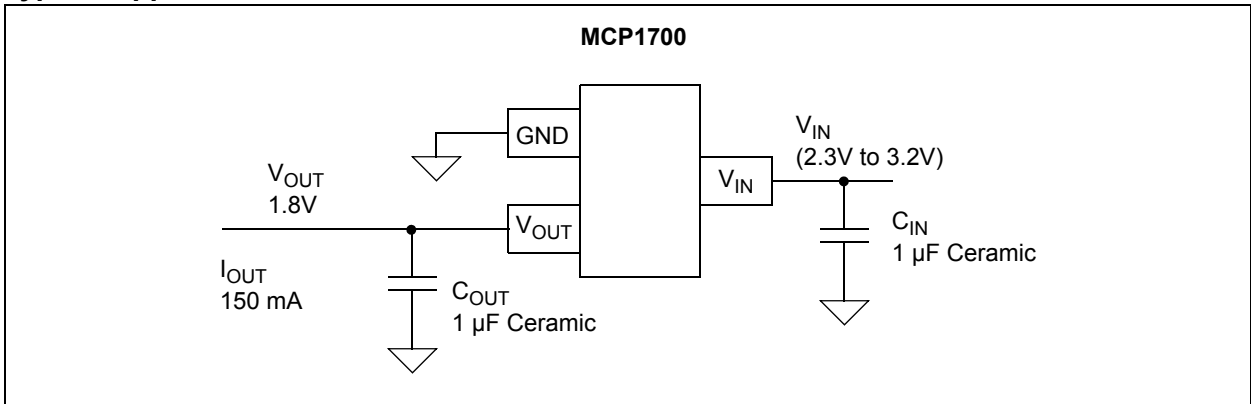 MCP1700
GND
VIN
(2.3V to 3.2V)
VIN
VOUT
1.8V
VOUT
CIN
1 µF Ceramic
IOUT
150 mA
COUT
1 µF Ceramic